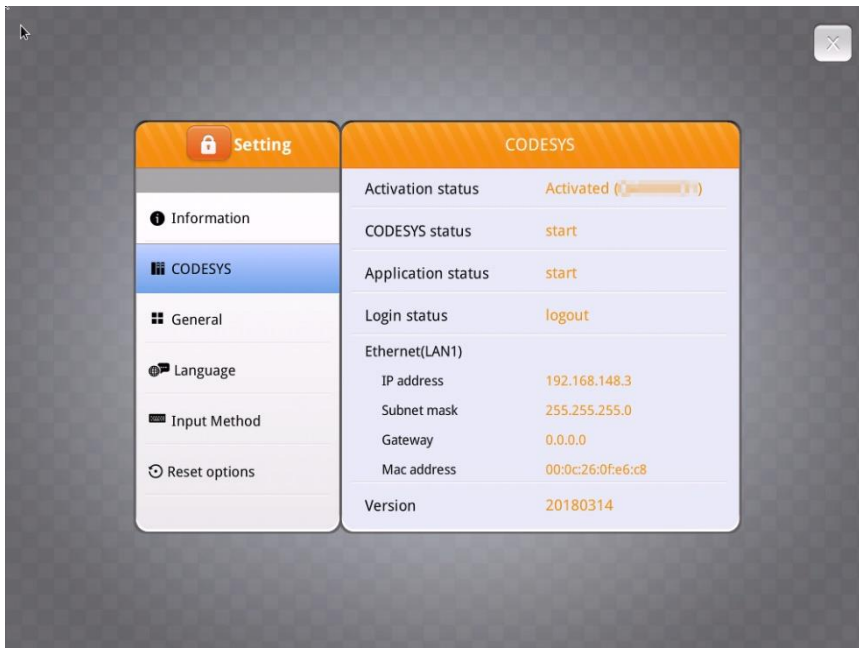 Setting
Information
CODESYS
General
Language
Input Method
Reset options
CODESYS
Activation status Activated ( )
CODESYS status start
Application status start
Login status logout
Ethernet(LAN1)
IP address 192.168.148.3
Subnet mask 255.255.255.0
Gateway 0.0.0.0
Mac address 00:0c:26:0f:e6:c8
Version 20180314